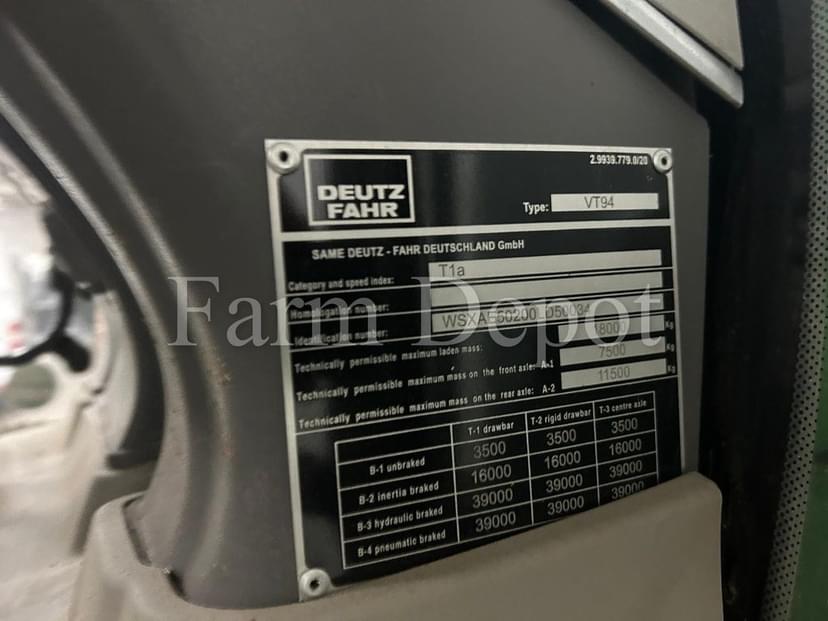 2.9939.779.0/20
DEUTZ
FAHR
Type: VT94
SAME DEUTZ - FAHR DEUTSCHLAND GmbH
Category and speed index: T1a
Homologation number:
Identification number: WSXAE50200LD50034
Technically permissible maximum laden mass: 18000 Kg
Technically permissible maximum mass on the front axle: A-1 7500 Kg
Technically permissible maximum mass on the rear axle: A-2 11500 Kg
T-1 drawbar T-2 rigid drawbar T-3 centre axle
B-1 unbraked 3500 3500 3500
B-2 inertia braked 16000 16000 16000
B-3 hydraulic braked 39000 39000 39000
B-4 pneumatic braked 39000 39000 39000
Farm Depot